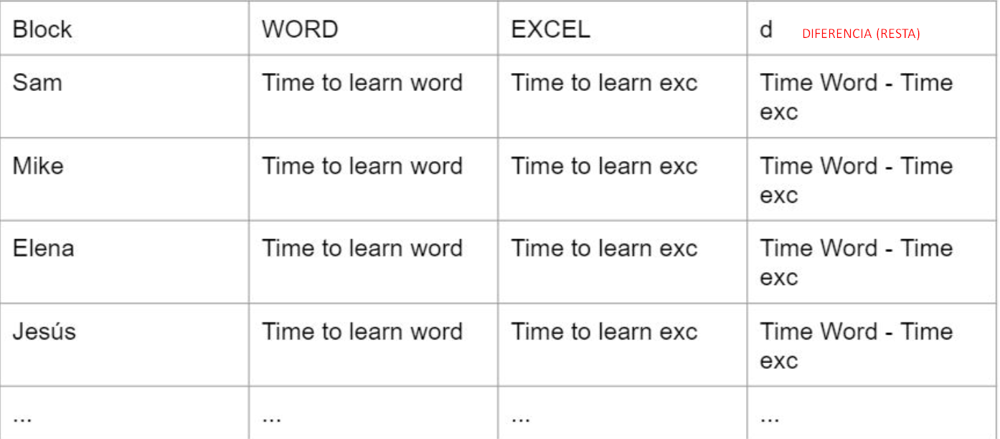 Block WORD EXCEL d DIFERENCIA (RESTA)
Sam Time to learn word Time to learn exc Time Word - Time
exc
Mike Time to learn word Time to learn exc Time Word - Time
exc
Elena Time to learn word Time to learn exc Time Word - Time
exc
Jesús Time to learn word Time to learn exc Time Word - Time
exc
... ... ... ...